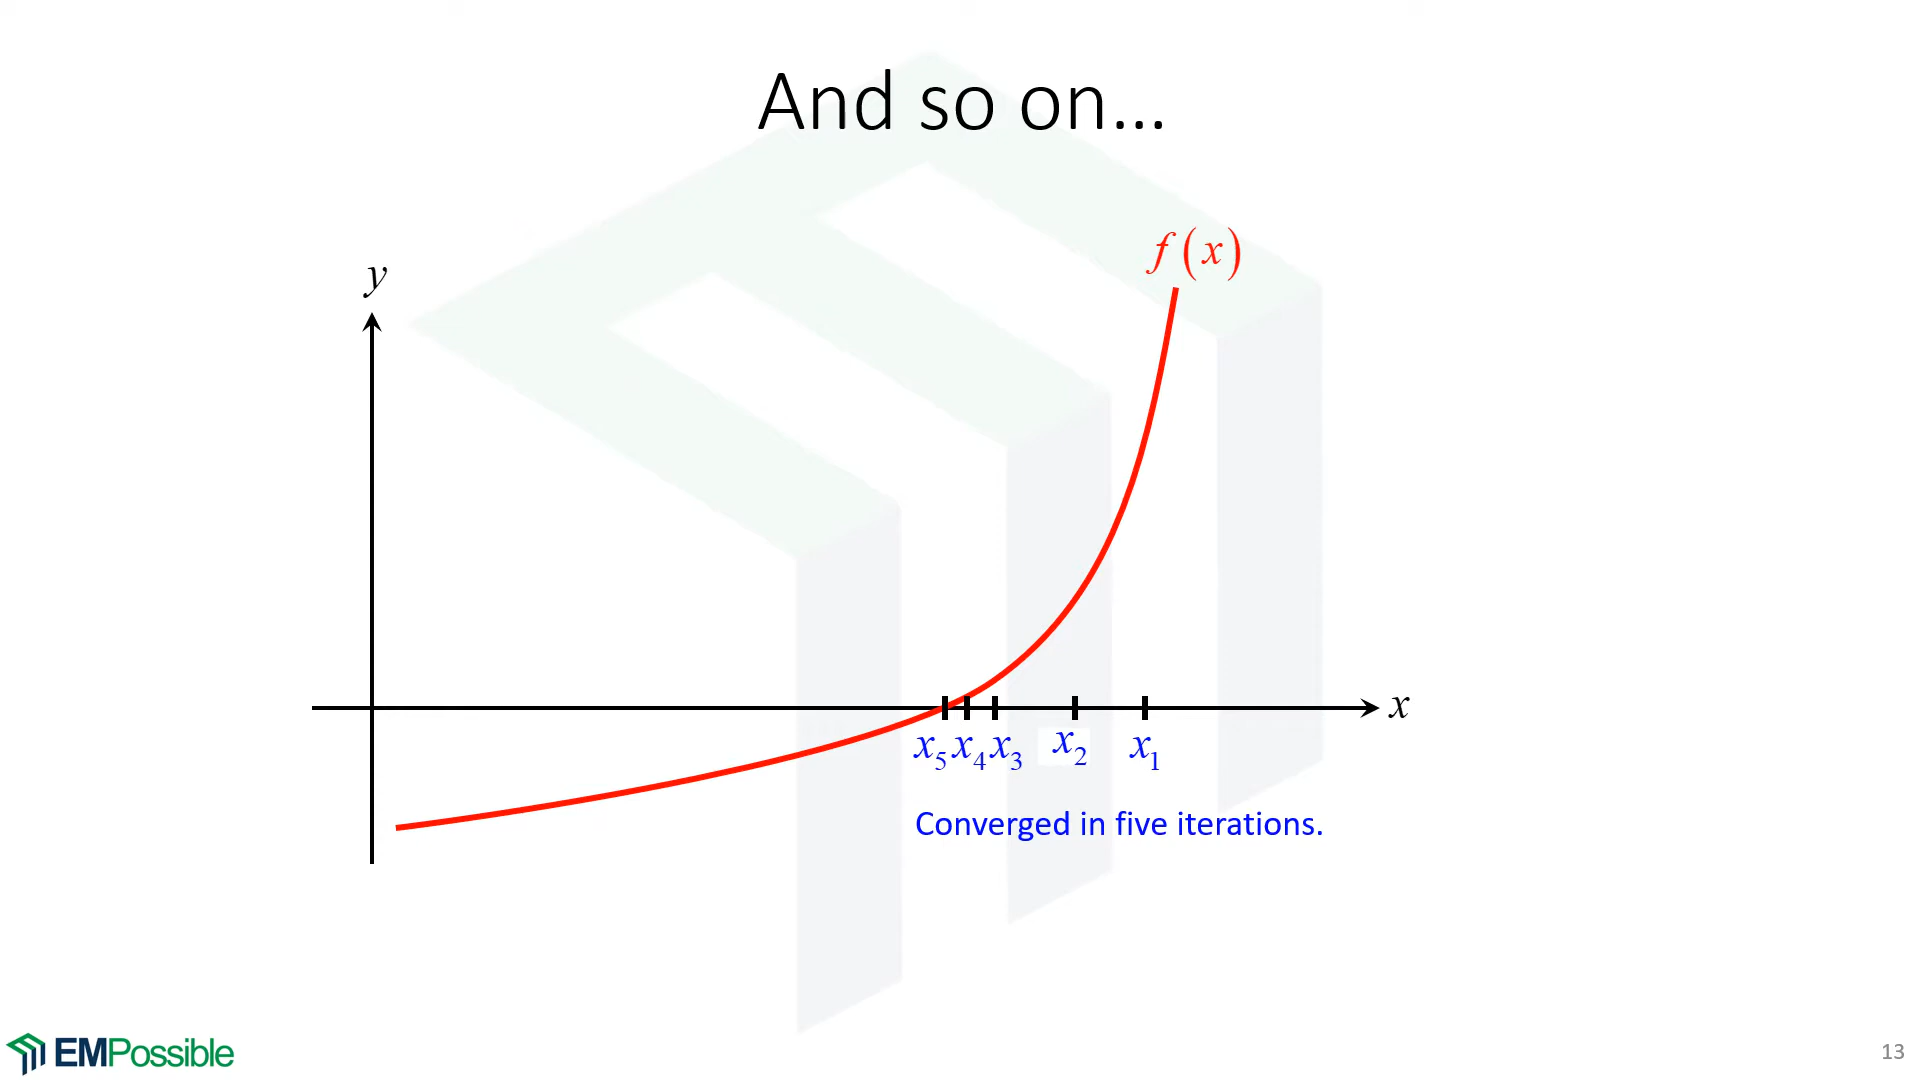 And so on...
f(x)
y
x
x₅ x₄ x₃ x₂ x₁
Converged in five iterations.
EMPossible
13